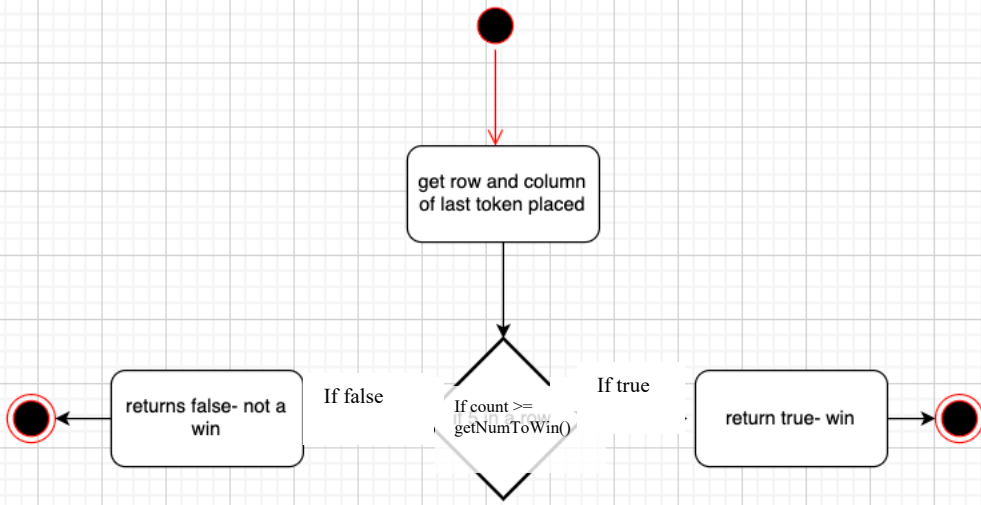 get row and column
of last token placed
If false
If true
returns false- not a
win
If count >=
getNumToWin()
return true- win